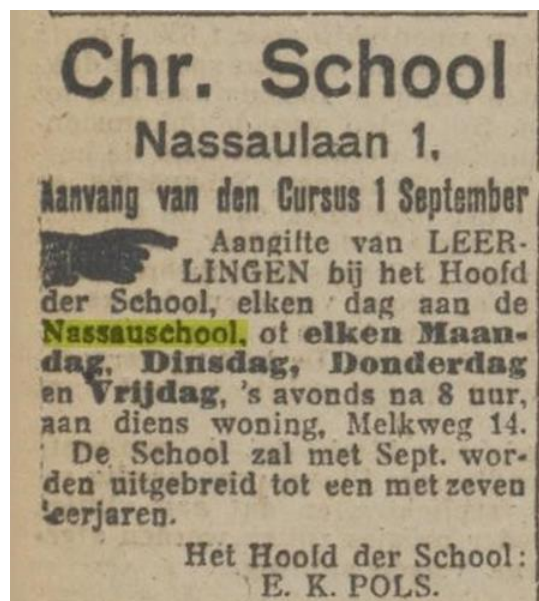 Chr. School
Nassaulaan 1.
Aanvang van den Cursus 1 September
Aangifte van LEER-
LINGEN bij het Hoofd
der School, elken dag aan de
Nassauschool, of elken Maan-
dag, Dinsdag, Donderdag
en Vrijdag, 's avonds na 8 uur,
aan diens woning, Melkweg 14.
De School zal met Sept. wor-
den uitgebreid tot een met zeven
leerjaren.
Het Hoofd der School:
E. K. POLS.